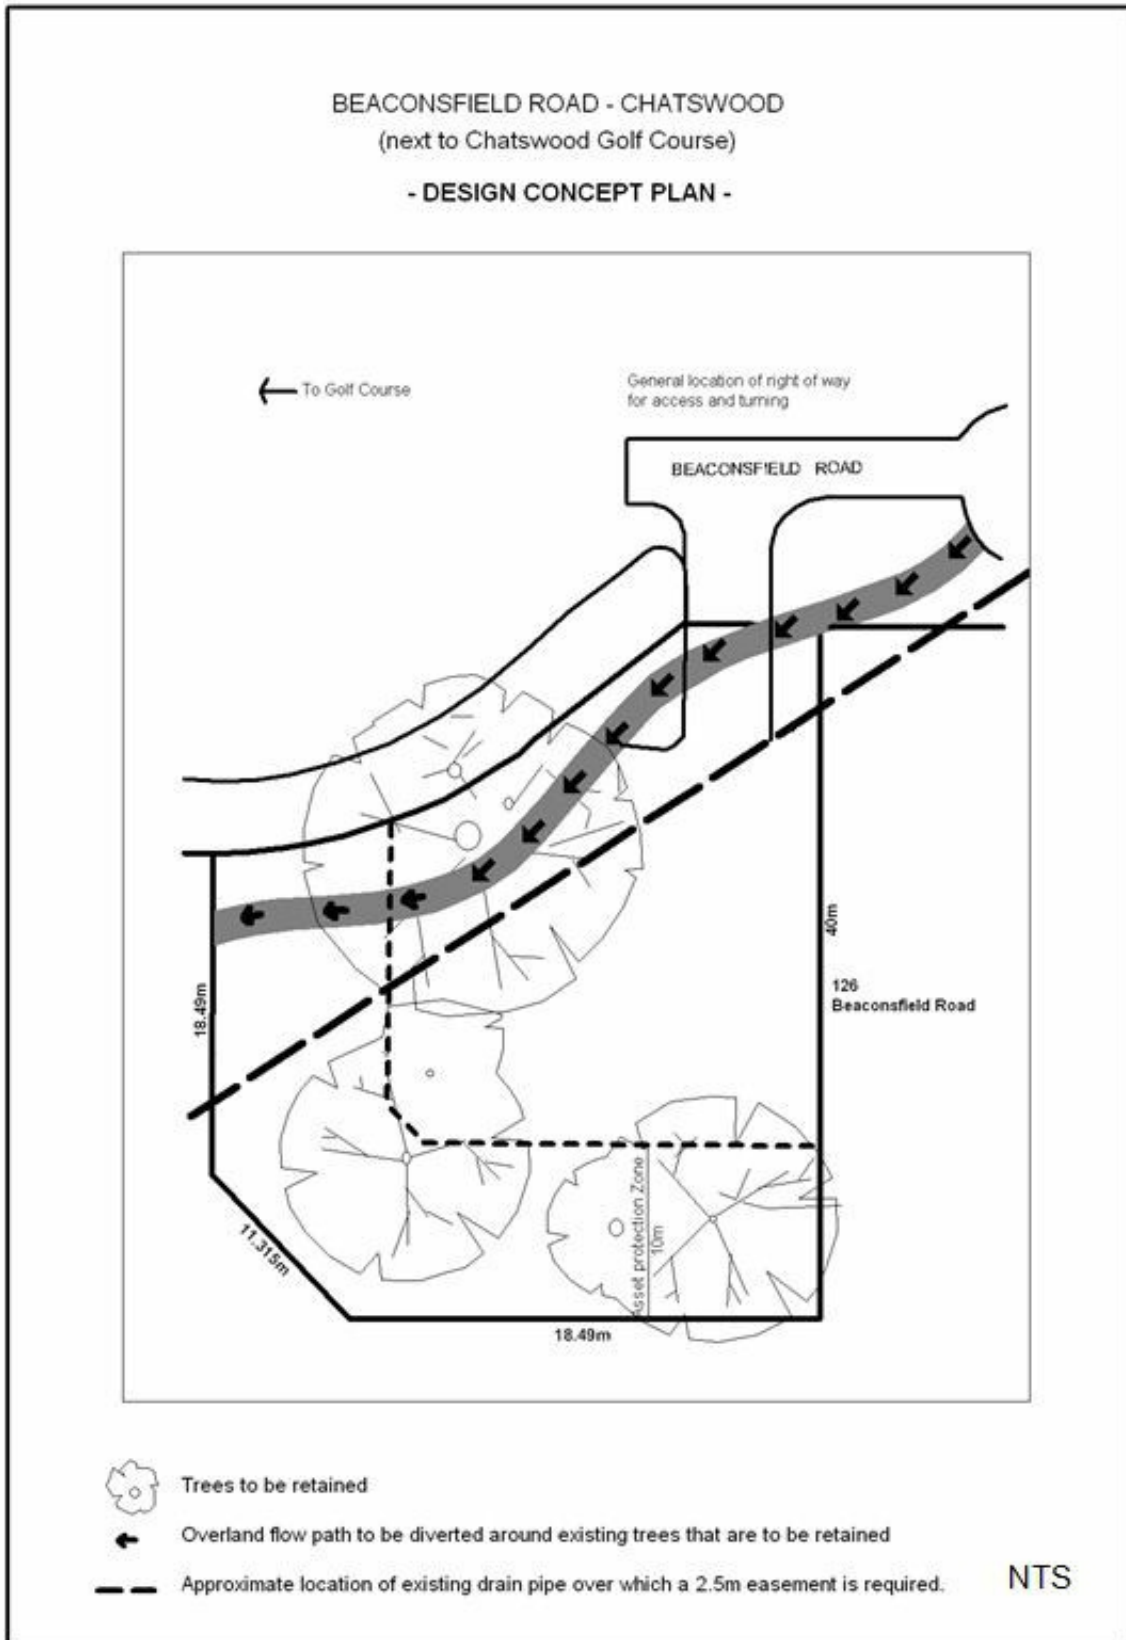 BEACONSFIELD ROAD - CHATSWOOD
(next to Chatswood Golf Course)
- DESIGN CONCEPT PLAN -
To Golf Course
General location of right of way
for access and turning
BEACONSFIELD ROAD
40m
126
Beaconsfield Road
18.49m
11.315m
Asset protection Zone
10m
18.49m
Trees to be retained
Overland flow path to be diverted around existing trees that are to be retained
Approximate location of existing drain pipe over which a 2.5m easement is required.
NTS